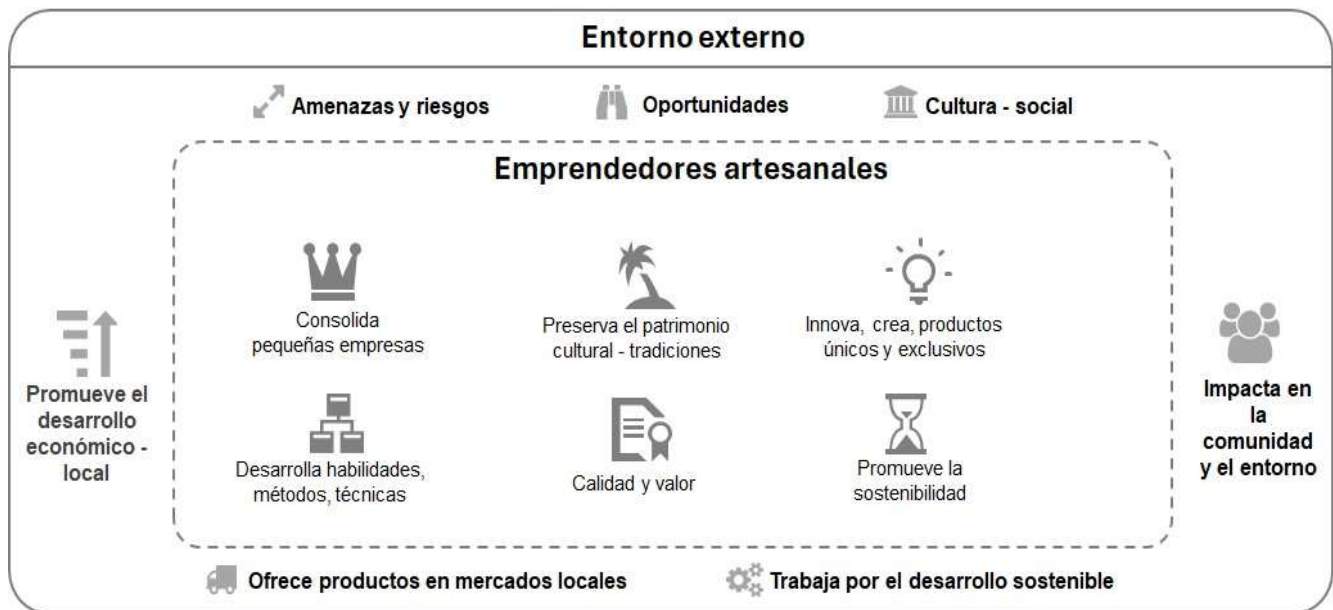 Entorno externo
Amenazas y riesgos
Oportunidades
Cultura - social
Emprendedores artesanales
Consolida
pequeñas empresas
Preserva el patrimonio
cultural - tradiciones
Innova, crea, productos
únicos y exclusivos
Promueve el
desarrollo
económico -
local
Impacta en
la
comunidad
y el entorno
Desarrolla habilidades,
métodos, técnicas
Calidad y valor
Promueve la
sostenibilidad
Ofrece productos en mercados locales
Trabaja por el desarrollo sostenible